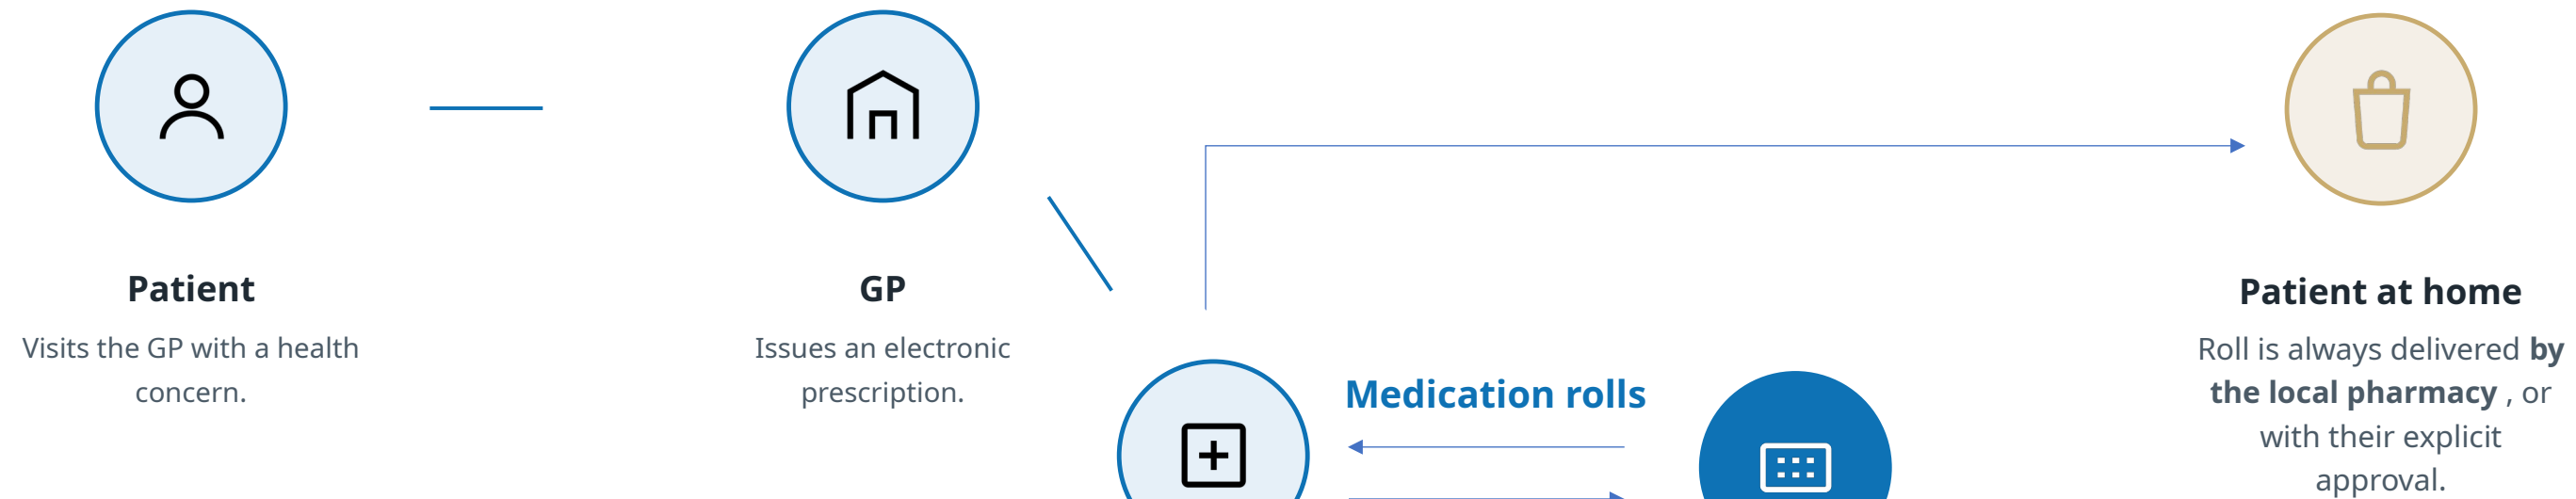 Patient
Visits the GP with a health
concern.
GP
Issues an electronic
prescription.
Medication rolls
Patient at home
Roll is always delivered by
the local pharmacy , or
with their explicit
approval.